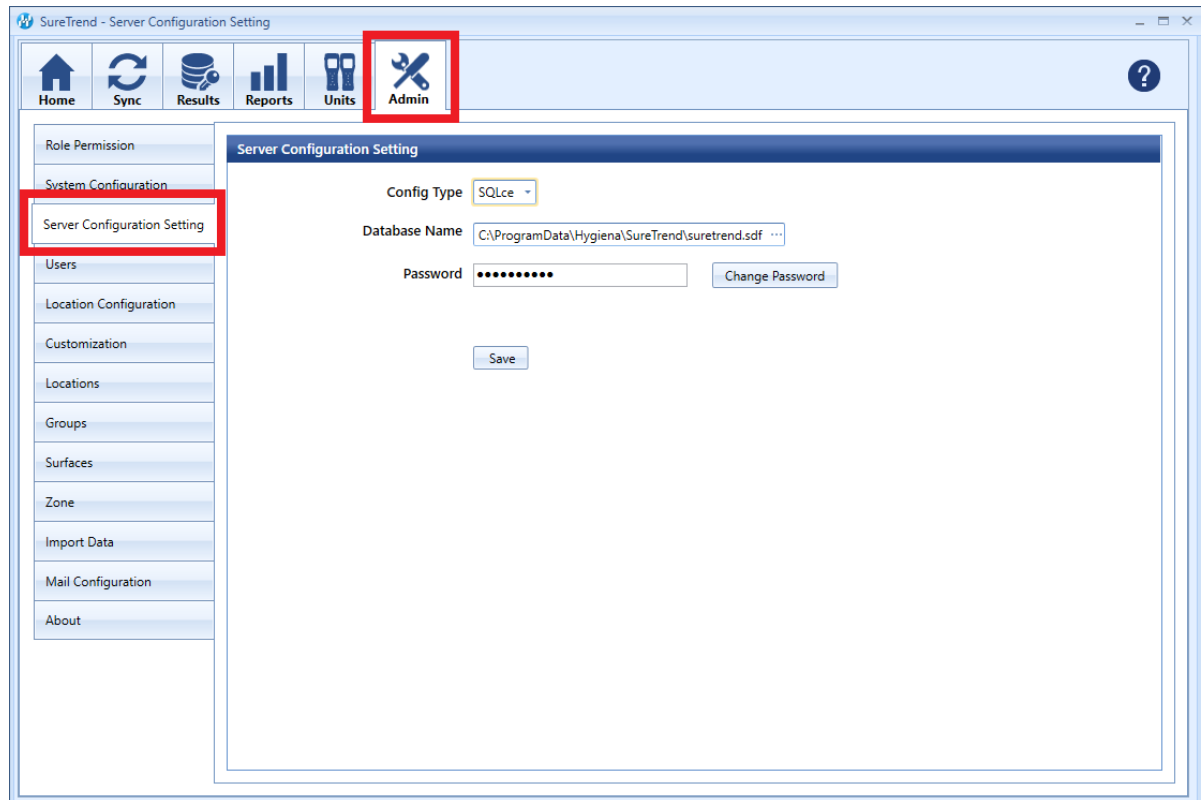 SureTrend - Server Configuration Setting
Home Sync Results Reports Units Admin ?
Role Permission
System Configuration
Server Configuration Setting
Users
Location Configuration
Customization
Locations
Groups
Surfaces
Zone
Import Data
Mail Configuration
About
Server Configuration Setting
Config Type SQLce
Database Name C:\ProgramData\Hygiena\SureTrend\suretrend.sdf ...
Password •••••••••• Change Password
Save